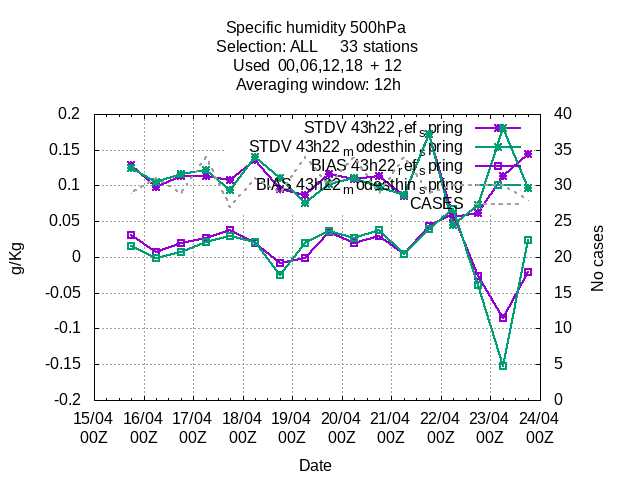 Specific humidity 500hPa
Selection: ALL 33 stations
Used 00,06,12,18 + 12
Averaging window: 12h
STDV 43h22_ref_spring
STDV 43h22_modesthin_spring
BIAS 43h22_ref_spring
BIAS 43h22_modesthin_spring
CASES
0.2
0.15
0.1
0.05
0
-0.05
-0.1
-0.15
-0.2
g/Kg
40
35
30
25
20
15
10
5
0
No cases
15/04 16/04 17/04 18/04 19/04 20/04 21/04 22/04 23/04 24/04
00Z 00Z 00Z 00Z 00Z 00Z 00Z 00Z 00Z 00Z
Date